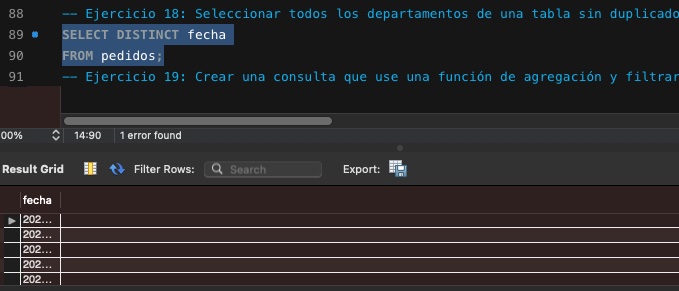 88 -- Ejercicio 18: Seleccionar todos los departamentos de una tabla sin duplicado
89 SELECT DISTINCT fecha
90 FROM pedidos;
91 -- Ejercicio 19: Crear una consulta que use una función de agregación y filtrar
00% 14:90 1 error found
Result Grid Filter Rows: Search Export:
fecha
202...
202...
202...
202...
202...